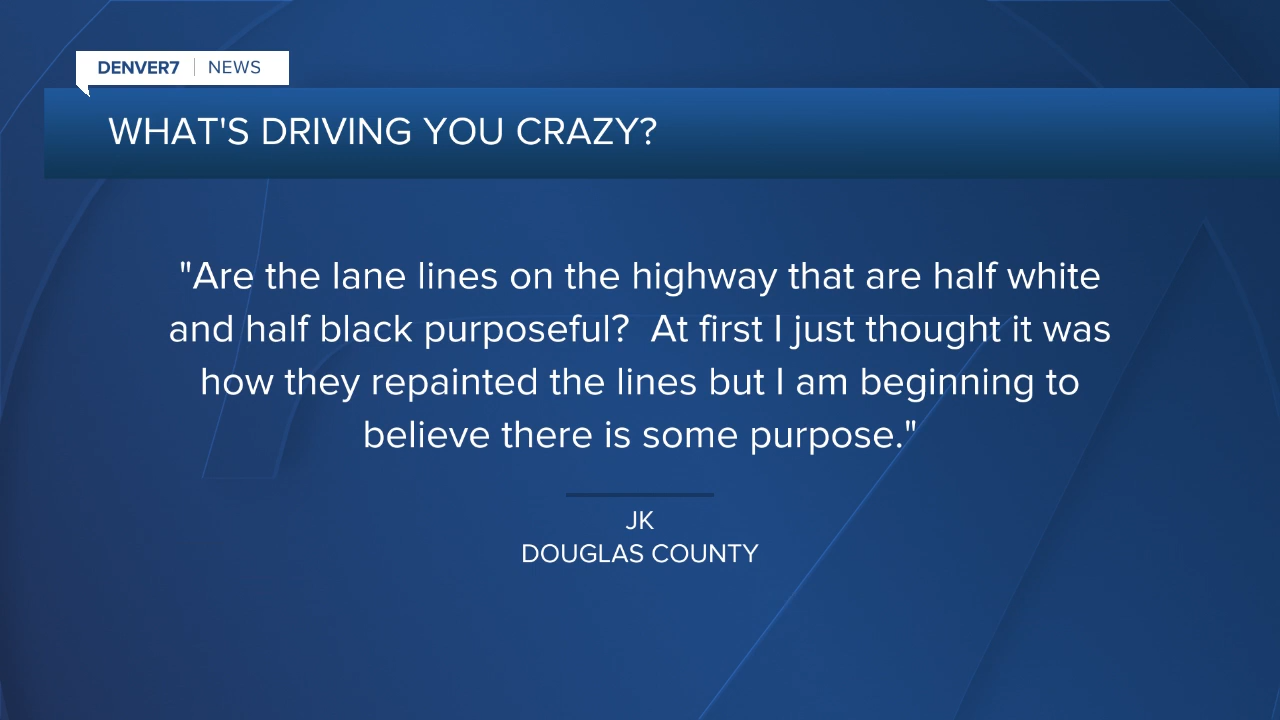 DENVER7 | NEWS
WHAT'S DRIVING YOU CRAZY?
"Are the lane lines on the highway that are half white
and half black purposeful?  At first I just thought it was
how they repainted the lines but I am beginning to
believe there is some purpose."
JK
DOUGLAS COUNTY